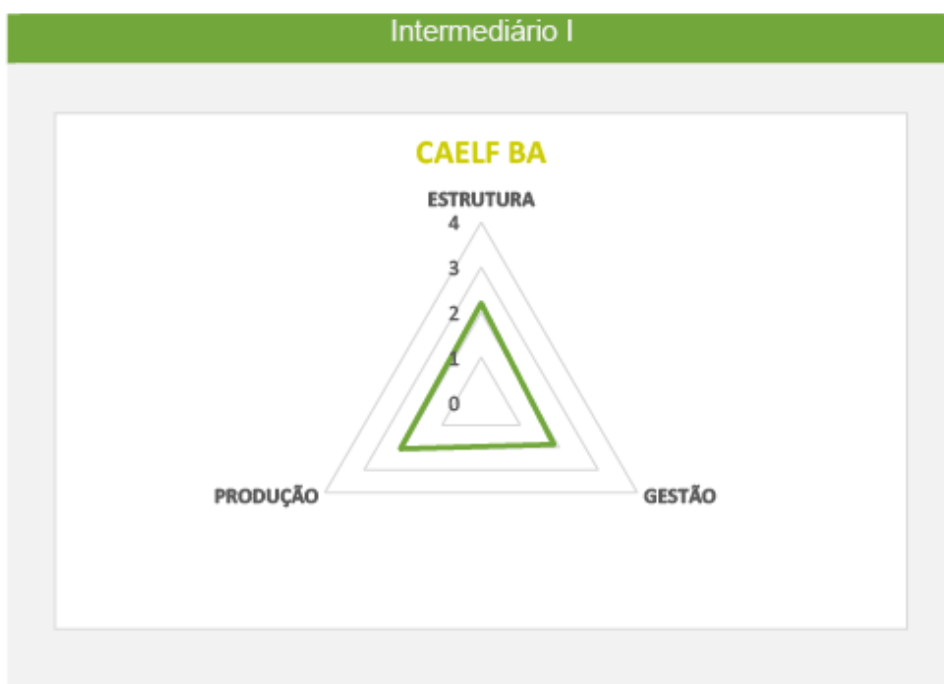 Intermediário I
CAELF BA
ESTRUTURA
4
3
2
1
0
PRODUÇÃO
GESTÃO